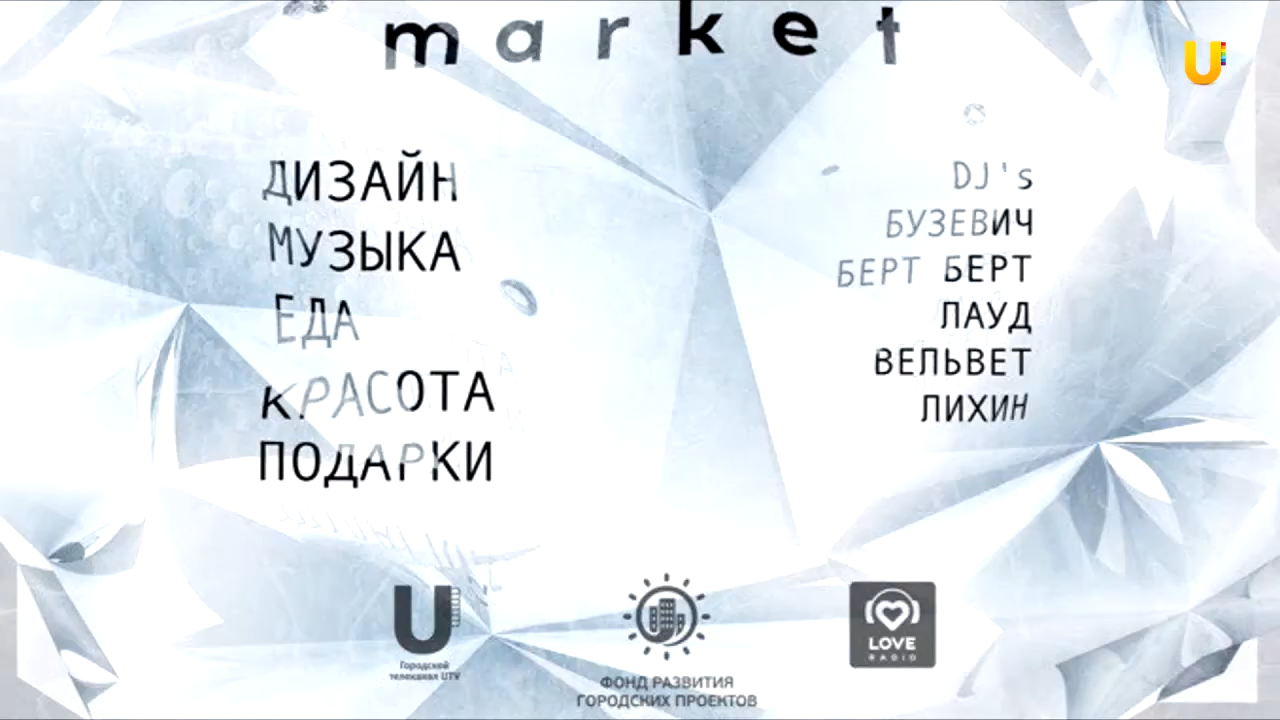 market
ДИЗАЙН
МУЗЫКА
ЕДА
КРАСОТА
ПОДАРКИ
DJ's
БУЗЕВИЧ
БЕРТ БЕРТ
ЛАУД
ВЕЛЬВЕТ
ЛИХИН
U
U
Городской
телеканал UTV
ФОНД РАЗВИТИЯ
ГОРОДСКИХ ПРОЕКТОВ
LOVE
RADIO